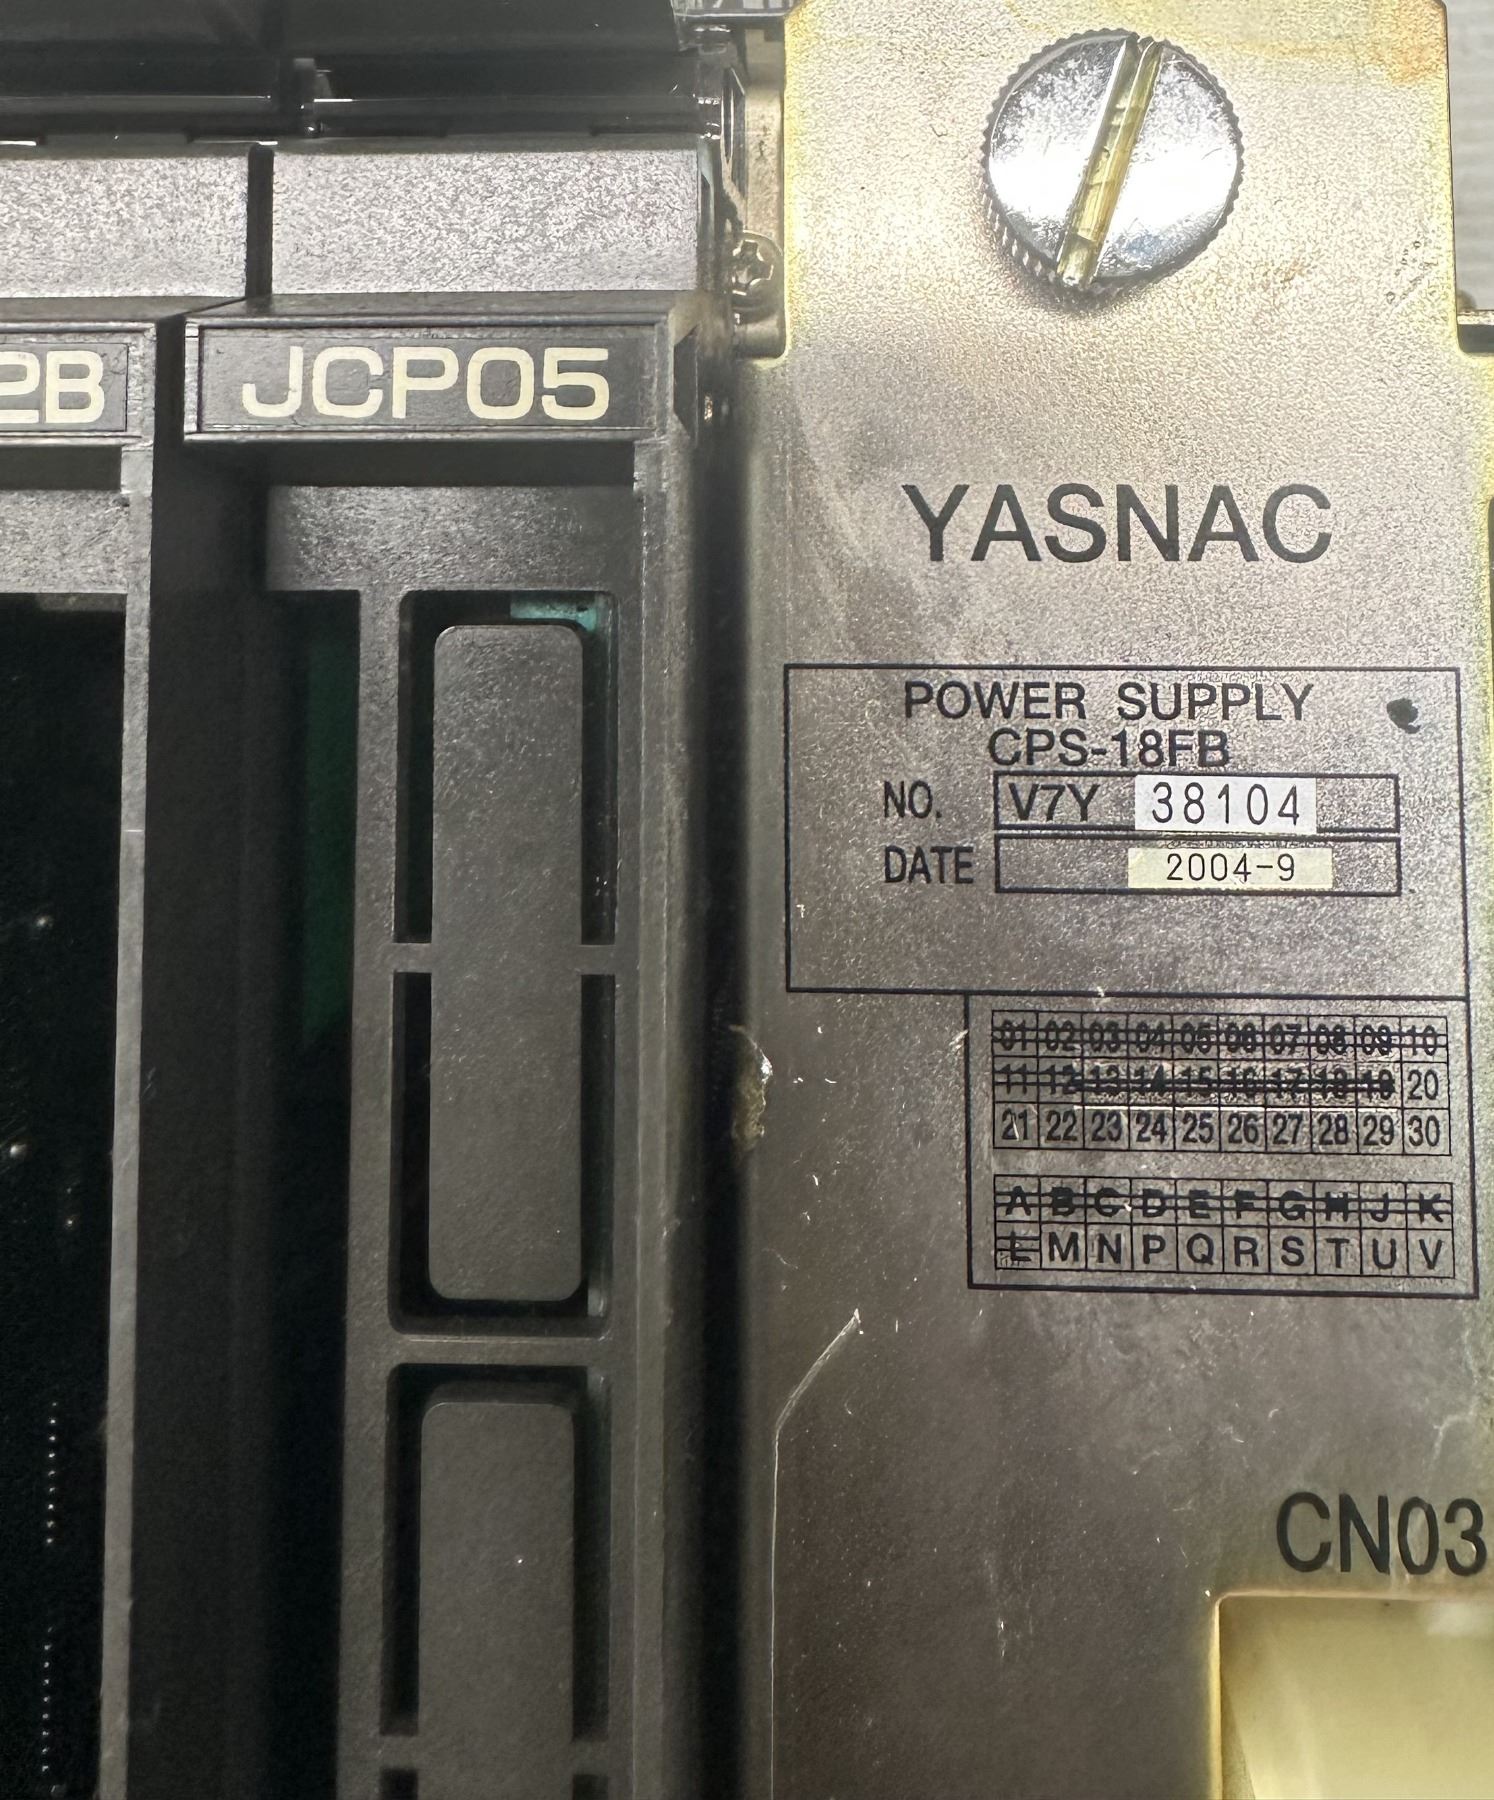 2B
JCP05
YASNAC
POWER SUPPLY
CPS-18FB
NO. V7Y 38104
DATE 2004-9
01 02 03 04 05 06 07 08 09 10
11 12 13 14 15 16 17 18 19 20
21 22 23 24 25 26 27 28 29 30
A B C D E F G H J K
L M N P Q R S T U V
CN03